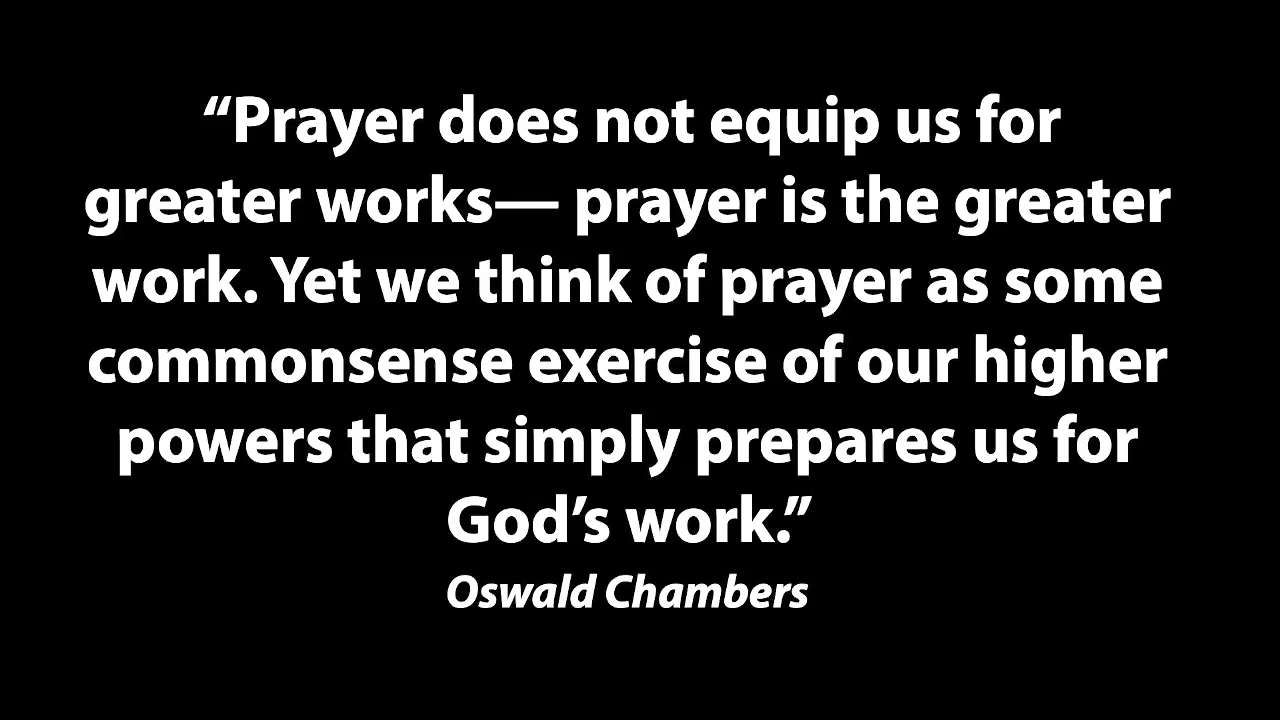 “Prayer does not equip us for
greater works— prayer is the greater
work. Yet we think of prayer as some
commonsense exercise of our higher
powers that simply prepares us for
God’s work.”
Oswald Chambers